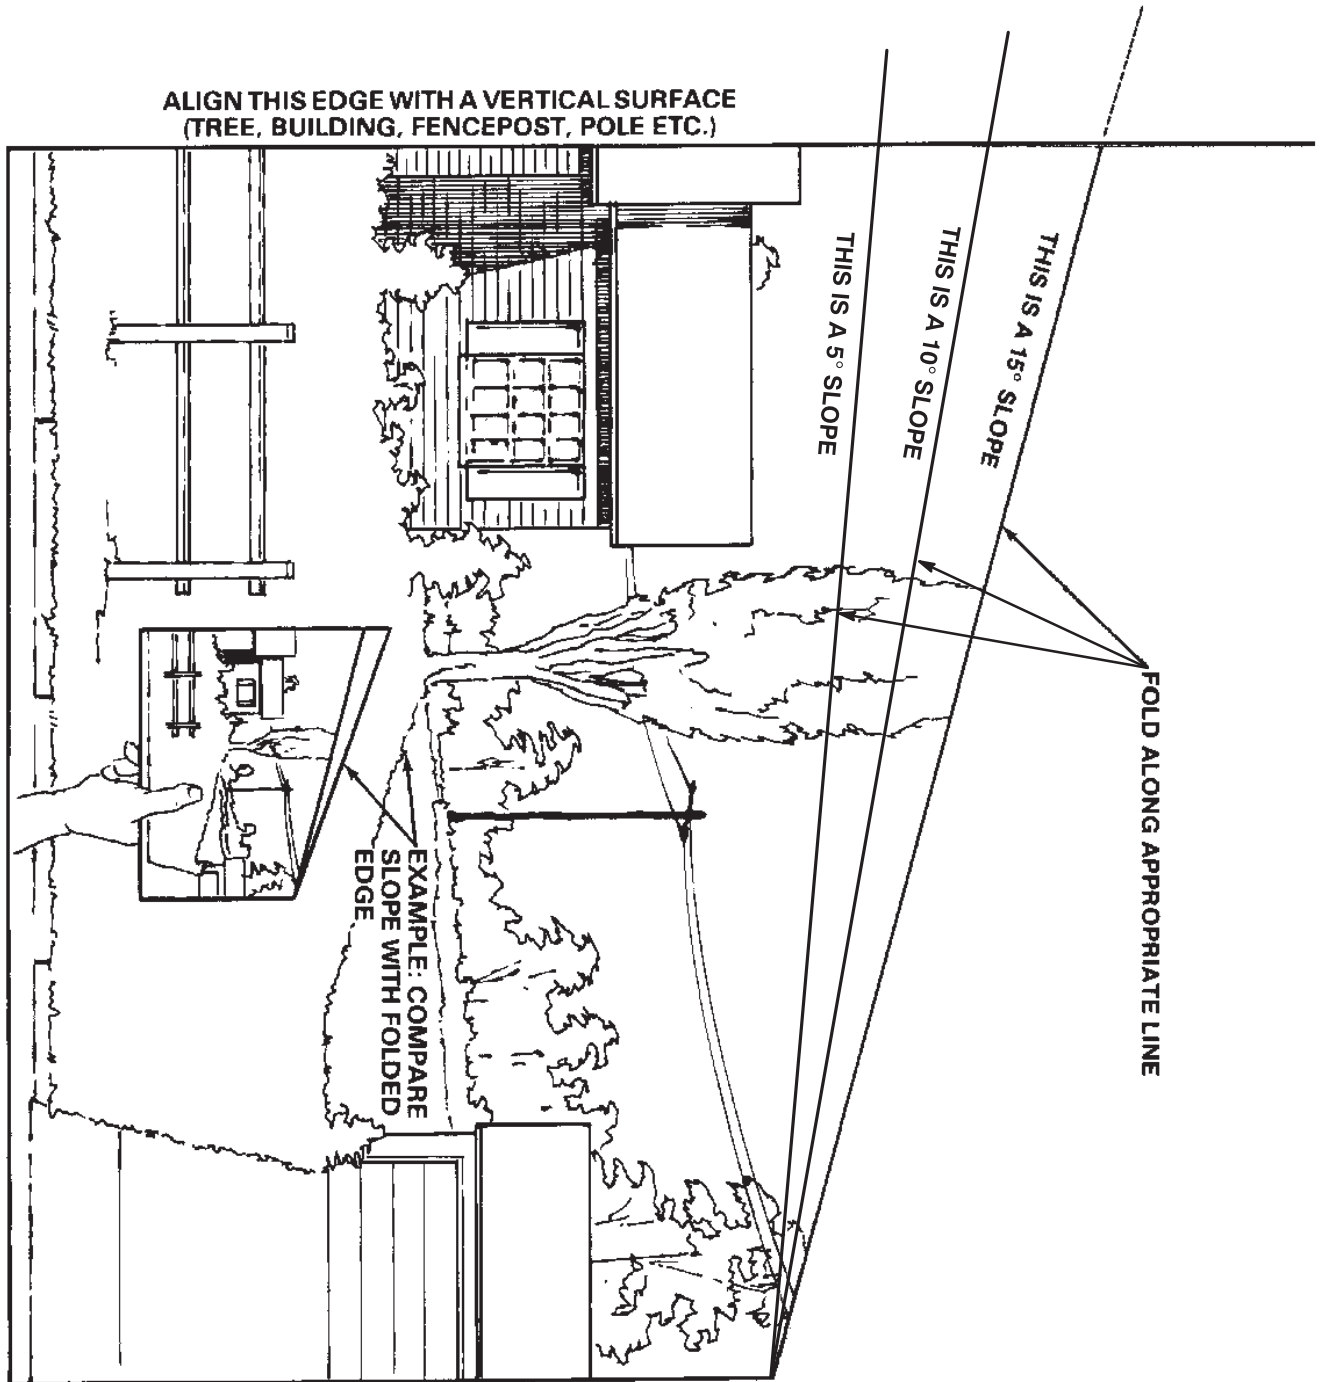 ALIGN THIS EDGE WITH A VERTICAL SURFACE
(TREE, BUILDING, FENCEPOST, POLE ETC.)
THIS IS A 5° SLOPE
THIS IS A 10° SLOPE
THIS IS A 15° SLOPE
FOLD ALONG APPROPRIATE LINE
EXAMPLE: COMPARE
SLOPE WITH FOLDED
EDGE